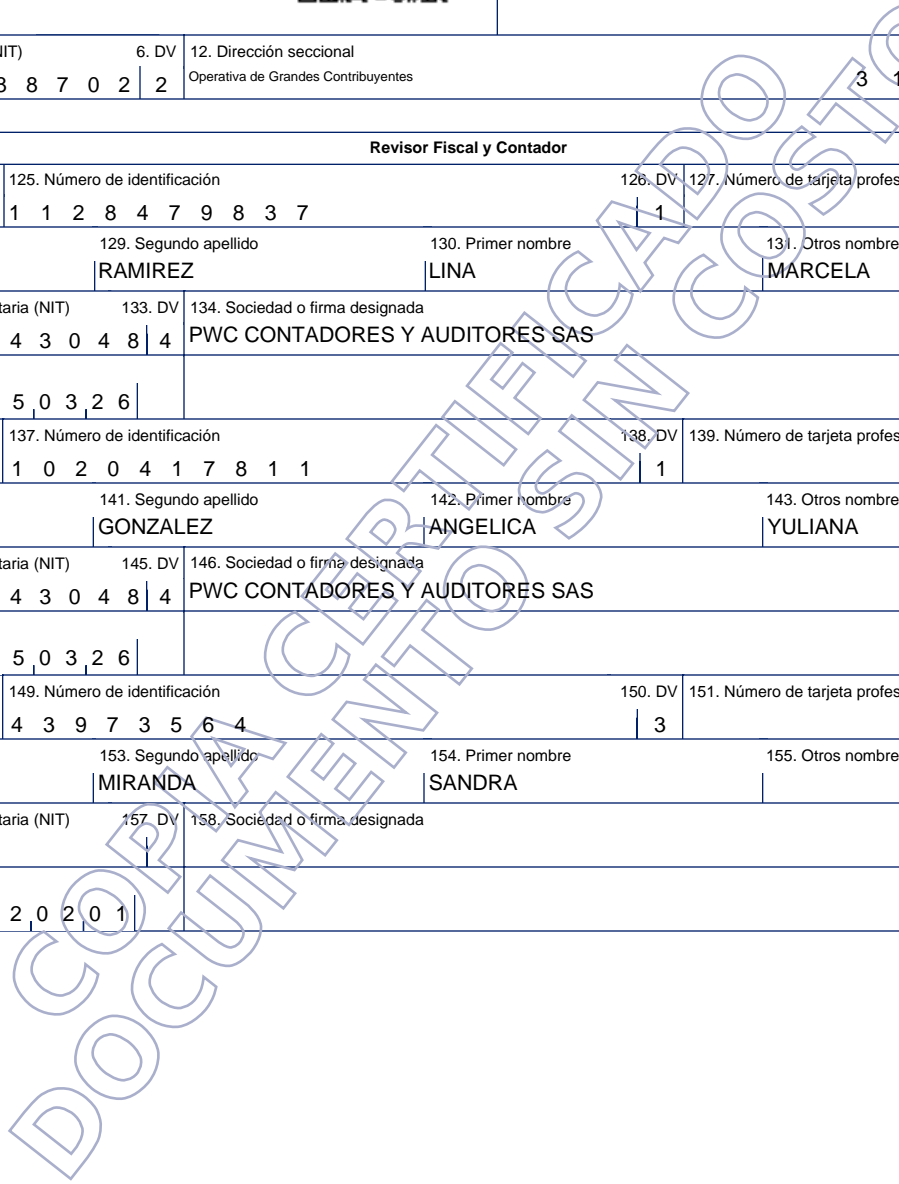 6. DV 12. Dirección seccional
8 7 0 2 2 Operativa de Grandes Contribuyentes 3 1
Revisor Fiscal y Contador
125. Número de identificación 126. DV 127. Número de tarjeta profes
1 1 2 8 4 7 9 8 3 7 1
129. Segundo apellido 130. Primer nombre 131. Otros nombre
RAMIREZ LINA MARCELA
taria (NIT) 133. DV 134. Sociedad o firma designada
4 3 0 4 8 4 PWC CONTADORES Y AUDITORES SAS
5 0 3 2 6
137. Número de identificación 138. DV 139. Número de tarjeta profes
1 0 2 0 4 1 7 8 1 1 1
141. Segundo apellido 142. Primer nombre 143. Otros nombre
GONZALEZ ANGELICA YULIANA
taria (NIT) 145. DV 146. Sociedad o firma designada
4 3 0 4 8 4 PWC CONTADORES Y AUDITORES SAS
5 0 3 2 6
149. Número de identificación 150. DV 151. Número de tarjeta profes
4 3 9 7 3 5 6 4 3
153. Segundo apellido 154. Primer nombre 155. Otros nombre
MIRANDA SANDRA
taria (NIT) 157. DV 158. Sociedad o firma designada
2 0 2 0 1
COPIA CERTIFICADO
DOCUMENTO SIN COSTO